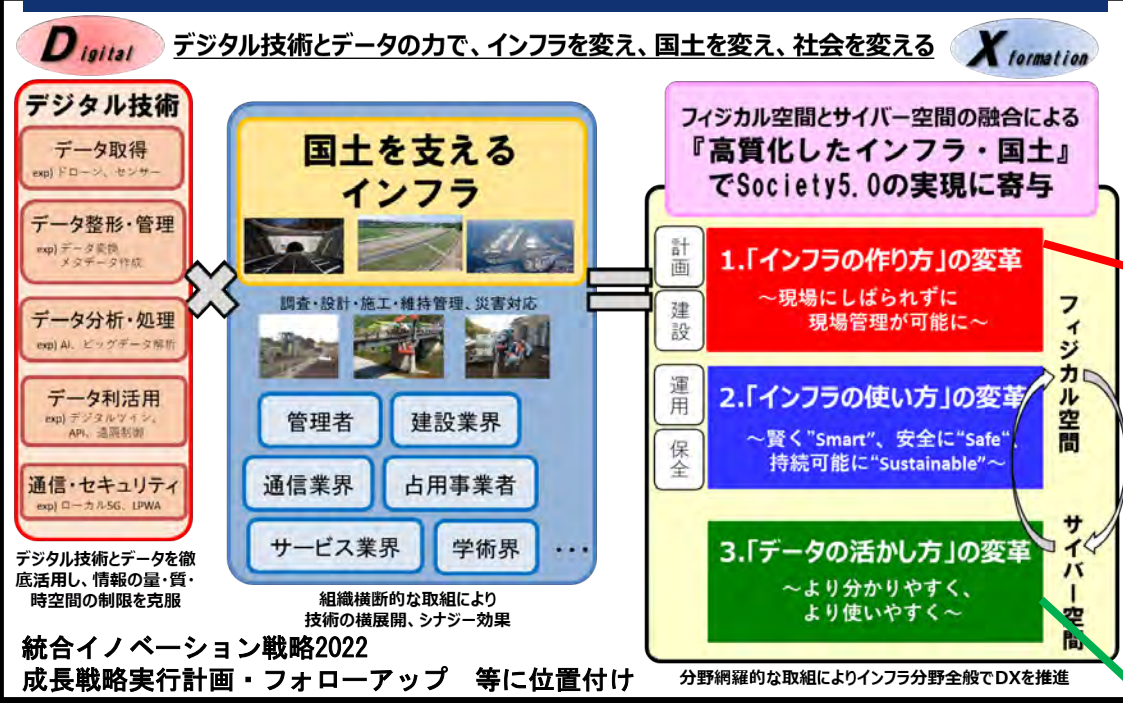 Digital
デジタル技術とデータの力で、インフラを変え、国土を変え、社会を変える
X formation
デジタル技術
データ取得
exp) ドローン、センサー
データ整形・管理
exp) データ変換
メタデータ作成
データ分析・処理
exp) AI、ビッグデータ解析
データ利活用
exp) デジタルツイン、
API、遠隔制御
通信・セキュリティ
exp) ローカル5G、LPWA
デジタル技術とデータを徹
底活用し、情報の量・質・
時空間の制限を克服
国土を支える
インフラ
調査・設計・施工・維持管理、災害対応
管理者
建設業界
通信業界
占用事業者
サービス業界
学術界
・・・
組織横断的な取組により
技術の横展開、シナジー効果
フィジカル空間とサイバー空間の融合による
『高質化したインフラ・国土』
でSociety5.0の実現に寄与
計画
建設
1.「インフラの作り方」の変革
～現場にしばられずに
現場管理が可能に～
運用
保全
2.「インフラの使い方」の変革
～賢く"Smart"、安全に“Safe“、
持続可能に“Sustainable”～
3.「データの活かし方」の変革
～より分かりやすく、
より使いやすく～
フィジカル空間
サイバー空間
分野網羅的な取組によりインフラ分野全般でDXを推進
統合イノベーション戦略2022
成長戦略実行計画・フォローアップ　等に位置付け